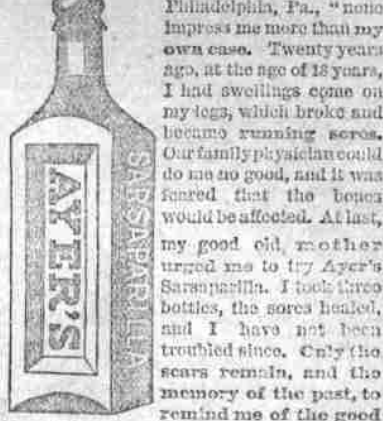 Philadelphia, Pa., "none
impress me more than my
own case. Twenty years
ago, at the age of 18 years,
I had swellings come on
my legs, which broke and
became running sores.
Our family physician could
do me no good, and it was
feared that the bones
would be affected. At last,
my good old mother
urged me to try Ayer's
Sarsaparilla. I took three
bottles, the sores healed,
and I have not been
troubled since. Only the
scars remain, and the
memory of the past, to
remind me of the good
AYER'S
SARSAPARILLA